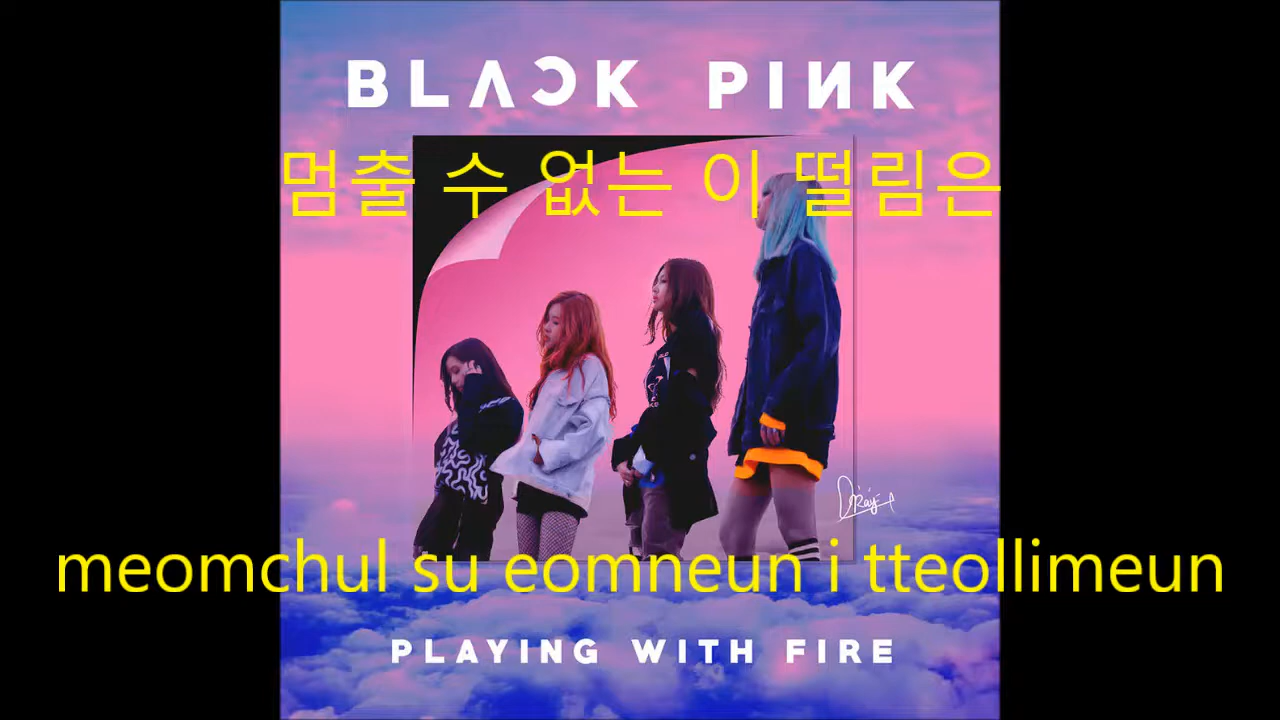 BLACK PINK
멈출 수 없는 이 떨림은
meomchul su eomneun i tteollimeun
PLAYING WITH FIRE